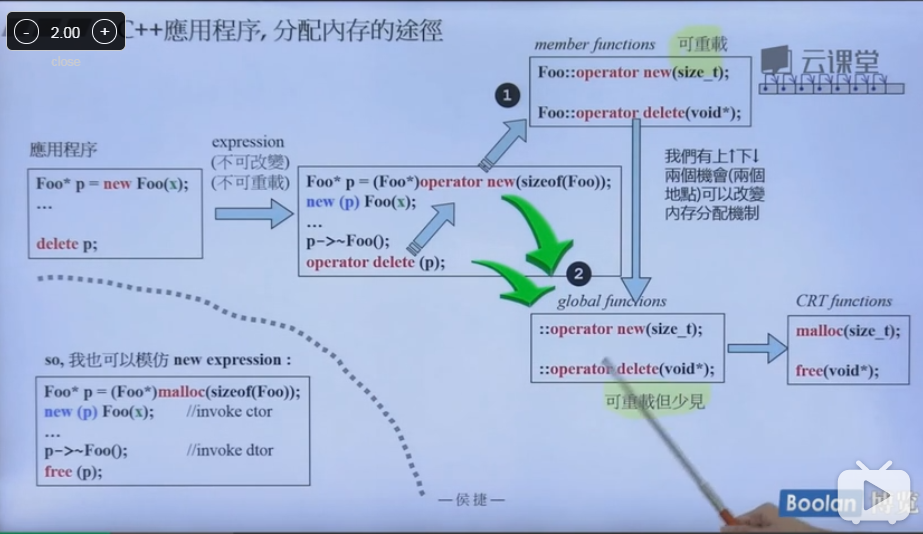 2.00
close
C++應用程序, 分配內存的途徑
member functions 可重載
云课堂
Foo::operator new(size_t);
Foo::operator delete(void*);
1
應用程序
Foo* p = new Foo(x);
...
delete p;
expression
(不可改變)
(不可重載)
Foo* p = (Foo*)operator new(sizeof(Foo));
new (p) Foo(x);
...
p->~Foo();
operator delete (p);
我們有上↑下↓
兩個機會(兩個
地點)可以改變
內存分配機制
2
global functions
::operator new(size_t);
::operator delete(void*);
可重載但少見
CRT functions
malloc(size_t);
free(void*);
so, 我也可以模仿 new expression :
Foo* p = (Foo*)malloc(sizeof(Foo));
new (p) Foo(x); //invoke ctor
...
p->~Foo(); //invoke dtor
free (p);
—侯捷—
Boolan 博览